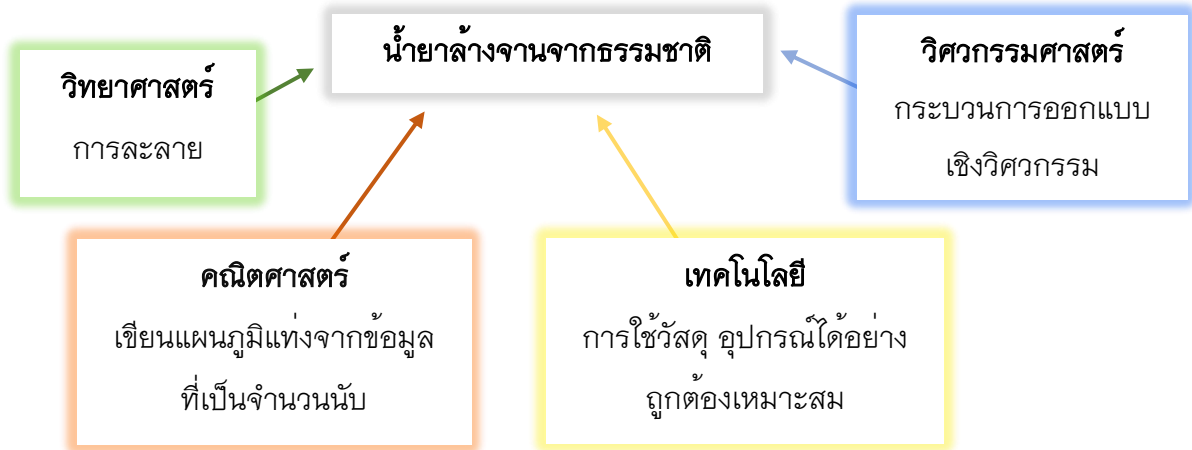 น้ำยาล้างจานจากธรรมชาติ
วิทยาศาสตร์
การละลาย
วิศวกรรมศาสตร์
กระบวนการออกแบบ
เชิงวิศวกรรม
คณิตศาสตร์
เขียนแผนภูมิแท่งจากข้อมูล
ที่เป็นจำนวนนับ
เทคโนโลยี
การใช้วัสดุ อุปกรณ์ได้อย่าง
ถูกต้องเหมาะสม